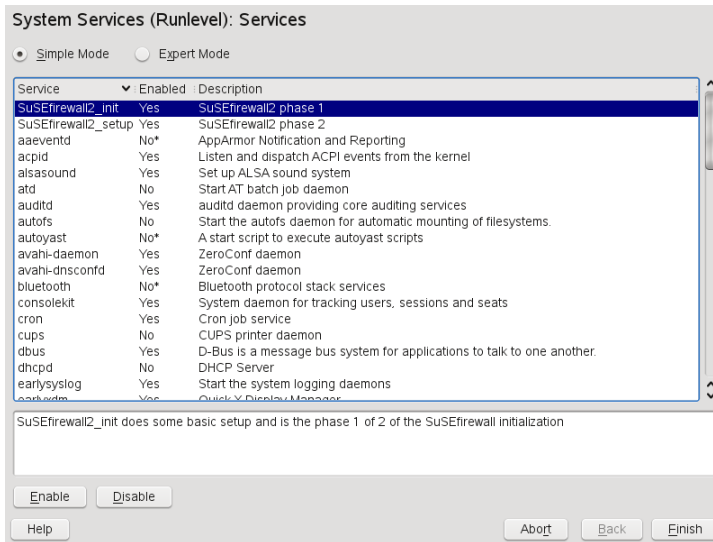 System Services (Runlevel): Services
Simple Mode Expert Mode
Service Enabled Description
SuSEfirewall2_init Yes SuSEfirewall2 phase 1
SuSEfirewall2_setup Yes SuSEfirewall2 phase 2
aaeventd No* AppArmor Notification and Reporting
acpid Yes Listen and dispatch ACPI events from the kernel
alsasound Yes Set up ALSA sound system
atd No Start AT batch job daemon
auditd Yes auditd daemon providing core auditing services
autofs No Start the autofs daemon for automatic mounting of filesystems.
autoyast No* A start script to execute autoyast scripts
avahi-daemon Yes ZeroConf daemon
avahi-dnsconfd Yes ZeroConf daemon
bluetooth No* Bluetooth protocol stack services
consolekit Yes System daemon for tracking users, sessions and seats
cron Yes Cron job service
cups No CUPS printer daemon
dbus Yes D-Bus is a message bus system for applications to talk to one another.
dhcpd No DHCP Server
earlysyslog Yes Start the system logging daemons
earlyxdm Yes Quick X Display Manager
SuSEfirewall2_init does some basic setup and is the phase 1 of 2 of the SuSEfirewall initialization
Enable Disable
Help Abort Back Finish